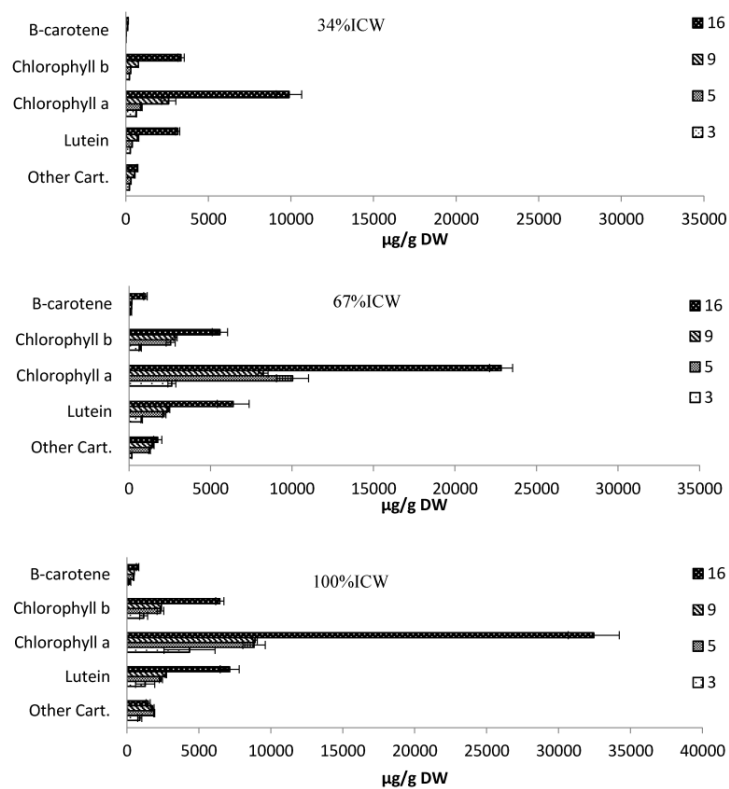 34%ICW
B-carotene
Chlorophyll b
Chlorophyll a
Lutein
Other Cart.
16
9
5
3
0 5000 10000 15000 20000 25000 30000 35000
µg/g DW
67%ICW
B-carotene
Chlorophyll b
Chlorophyll a
Lutein
Other Cart.
16
9
5
3
0 5000 10000 15000 20000 25000 30000 35000
µg/g DW
100%ICW
B-carotene
Chlorophyll b
Chlorophyll a
Lutein
Other Cart.
16
9
5
3
0 5000 10000 15000 20000 25000 30000 35000 40000
µg/g DW